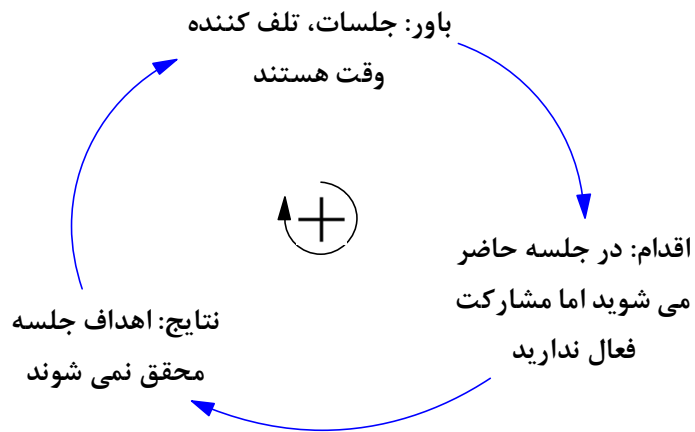 باور: جلسات، تلف کننده
وقت هستند
اقدام: در جلسه حاضر
می شوید اما مشارکت
فعال ندارید
نتایج: اهداف جلسه
محقق نمی شوند